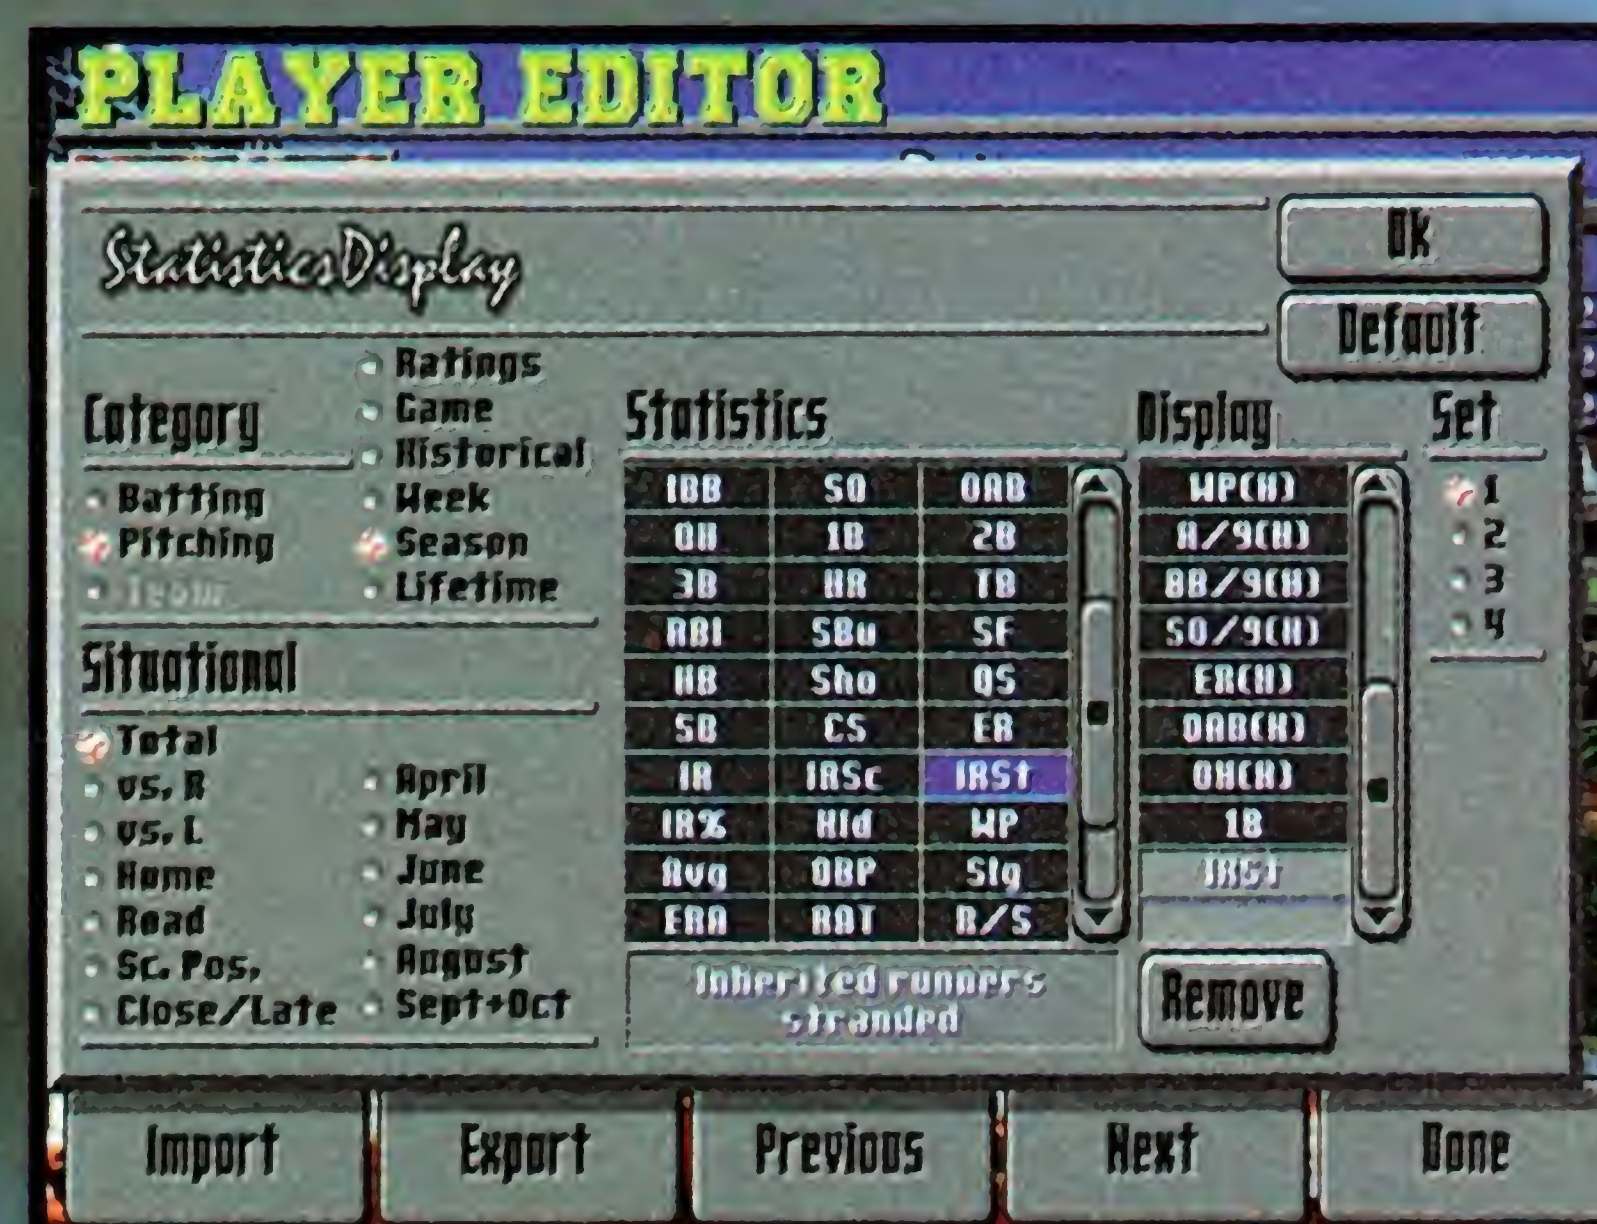 PLAYER EDITOR
StatisticsDisplay
Ok
Default
Category
Batting
Pitching
Team
Ratings
Game
Historical
Week
Season
Lifetime
Situational
Total
vs. R
vs. L
Home
Road
Sc. Pos.
Close/Late
April
May
June
July
August
Sept+Oct
Statistics
IBB SO OAB
OH 1B 2B
3B HR TB
RBI SBu SF
HB Sho QS
SB CS ER
IR IRSc IRSt
IR% Hld WP
Avg OBP Slg
ERA RAT R/S
Inherited runners
stranded
Display
WP(H)
R/9(H)
BB/9(H)
SO/9(H)
ER(H)
OAB(H)
OH(H)
1B
IRSt
Remove
Set
1
2
3
4
Import Export Previous Next Done